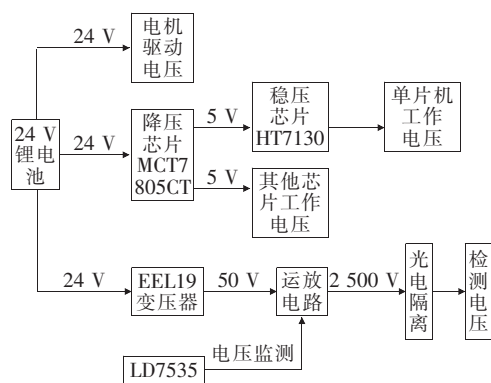 24 V
电机
驱动
电压
24 V
锂电
池
24 V
降压
芯片
MCT7
805CT
5 V
稳压
芯片
HT7130
单片机
工作
电压
5 V
其他芯
片工作
电压
24 V
EEL19
变压器
50 V
运放
电路
2 500 V
光
电
隔
离
检
测
电
压
电压监测
LD7535